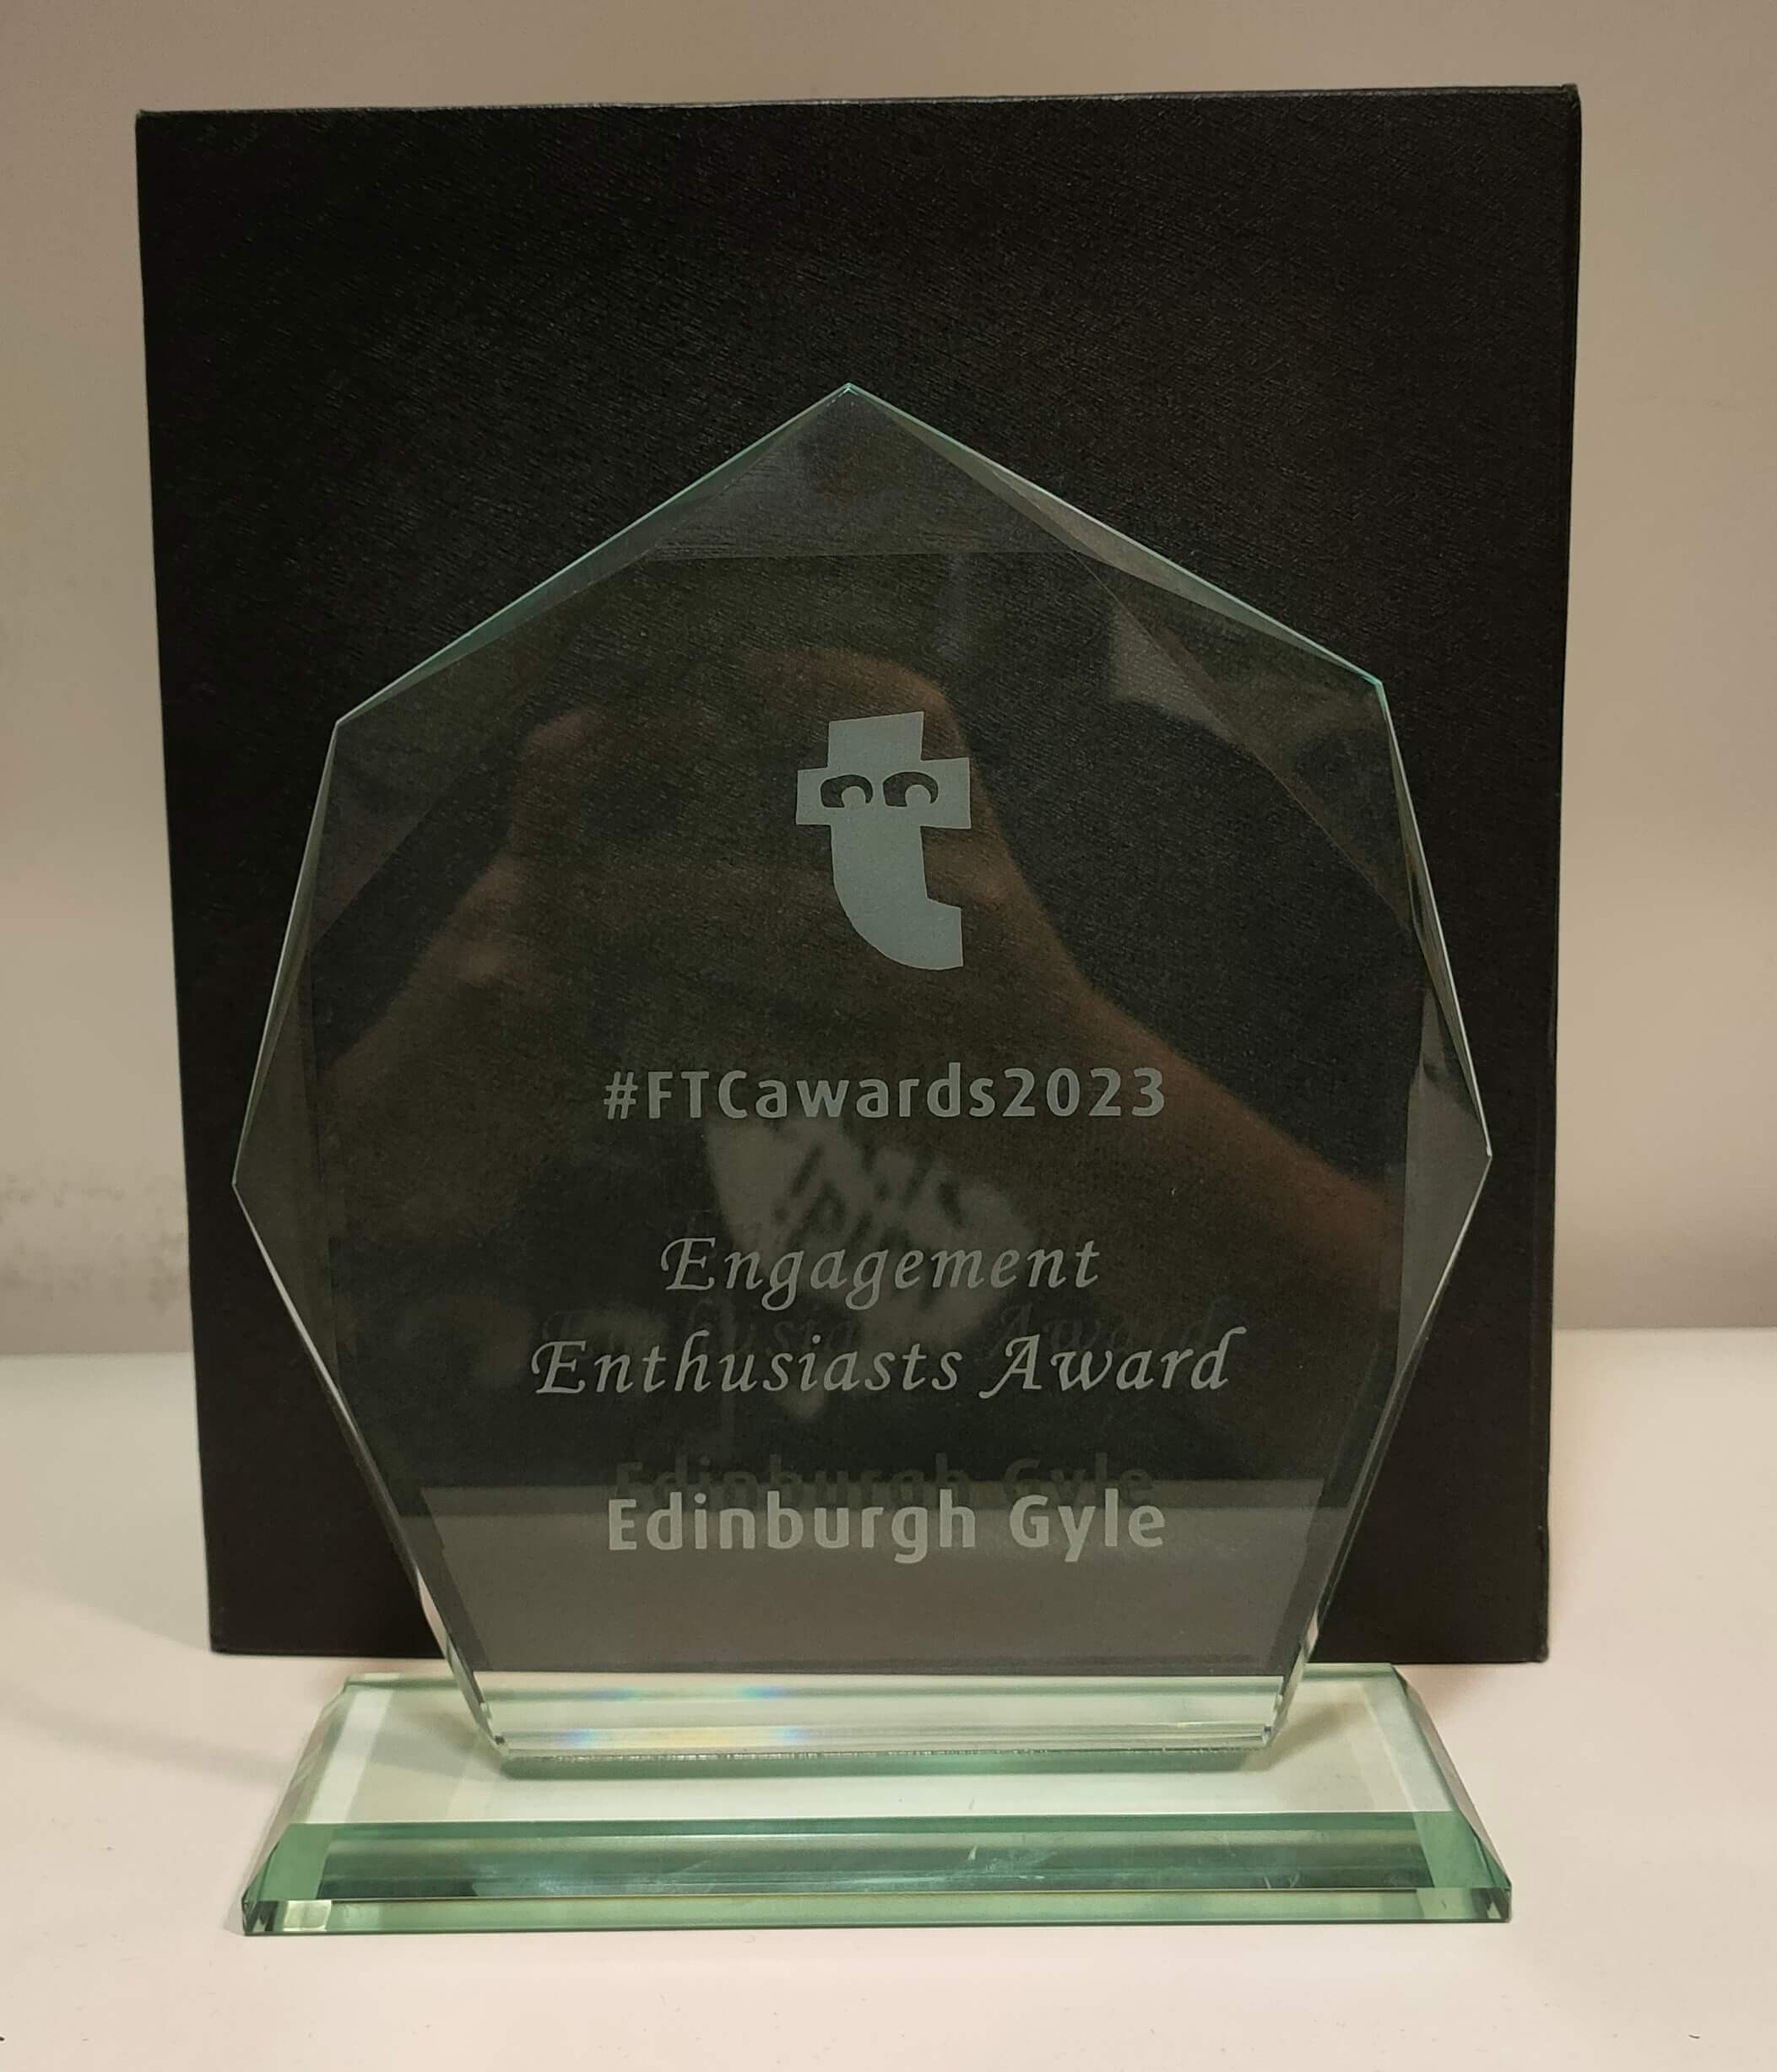 #FTCawards2023
Engagement
Enthusiasts Award
Edinburgh Gyle